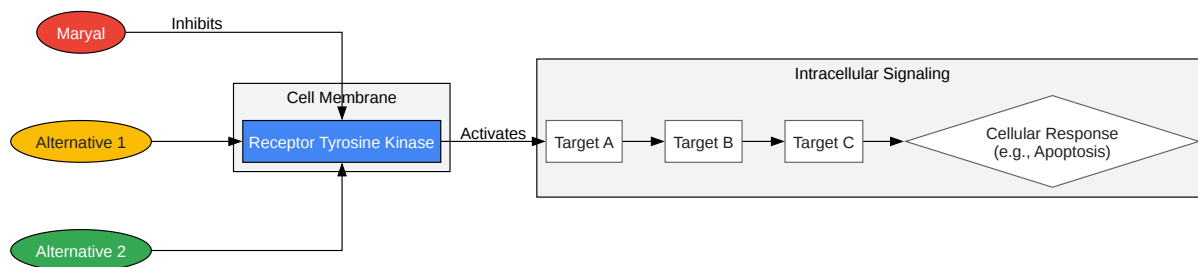 Maryal
Inhibits
Cell Membrane
Intracellular Signaling
Alternative 1
Receptor Tyrosine Kinase
Activates
Target A
Target B
Target C
Cellular Response
(e.g., Apoptosis)
Alternative 2